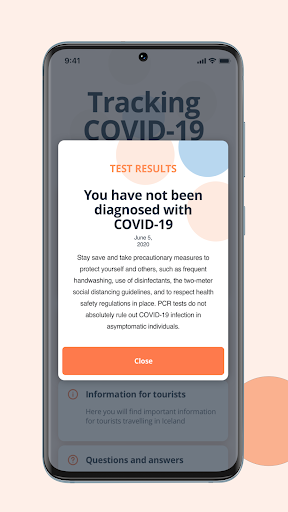 9:41
Tracking
COVID-19
TEST RESULTS
You have not been
diagnosed with
COVID-19
June 5,
2020
Stay save and take precautionary measures to
protect yourself and others, such as frequent
handwashing, use of disinfectants, the two-meter
social distancing guidelines, and to respect health
safety regulations in place. PCR tests do not
absolutely rule out COVID-19 infection in
asymptomatic individuals.
Close
Information for tourists
Here you will find important information
for tourists travelling in Iceland
Questions and answers